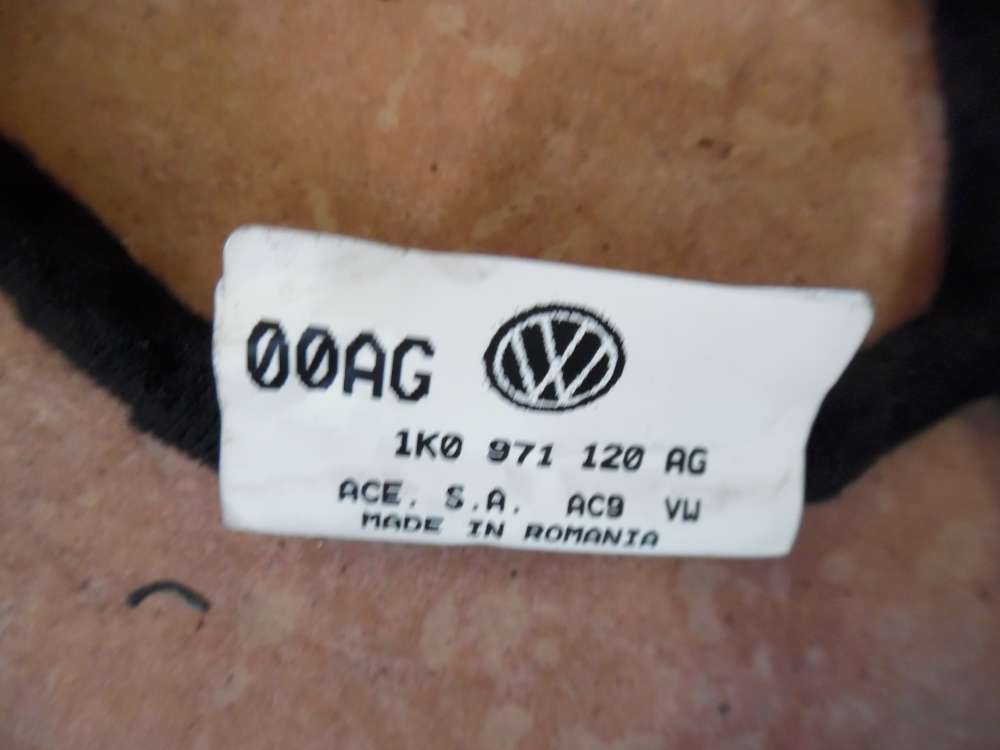 00AG
1K0 971 120 AG
ACE. S.A. AC9 VW
MADE IN ROMANIA